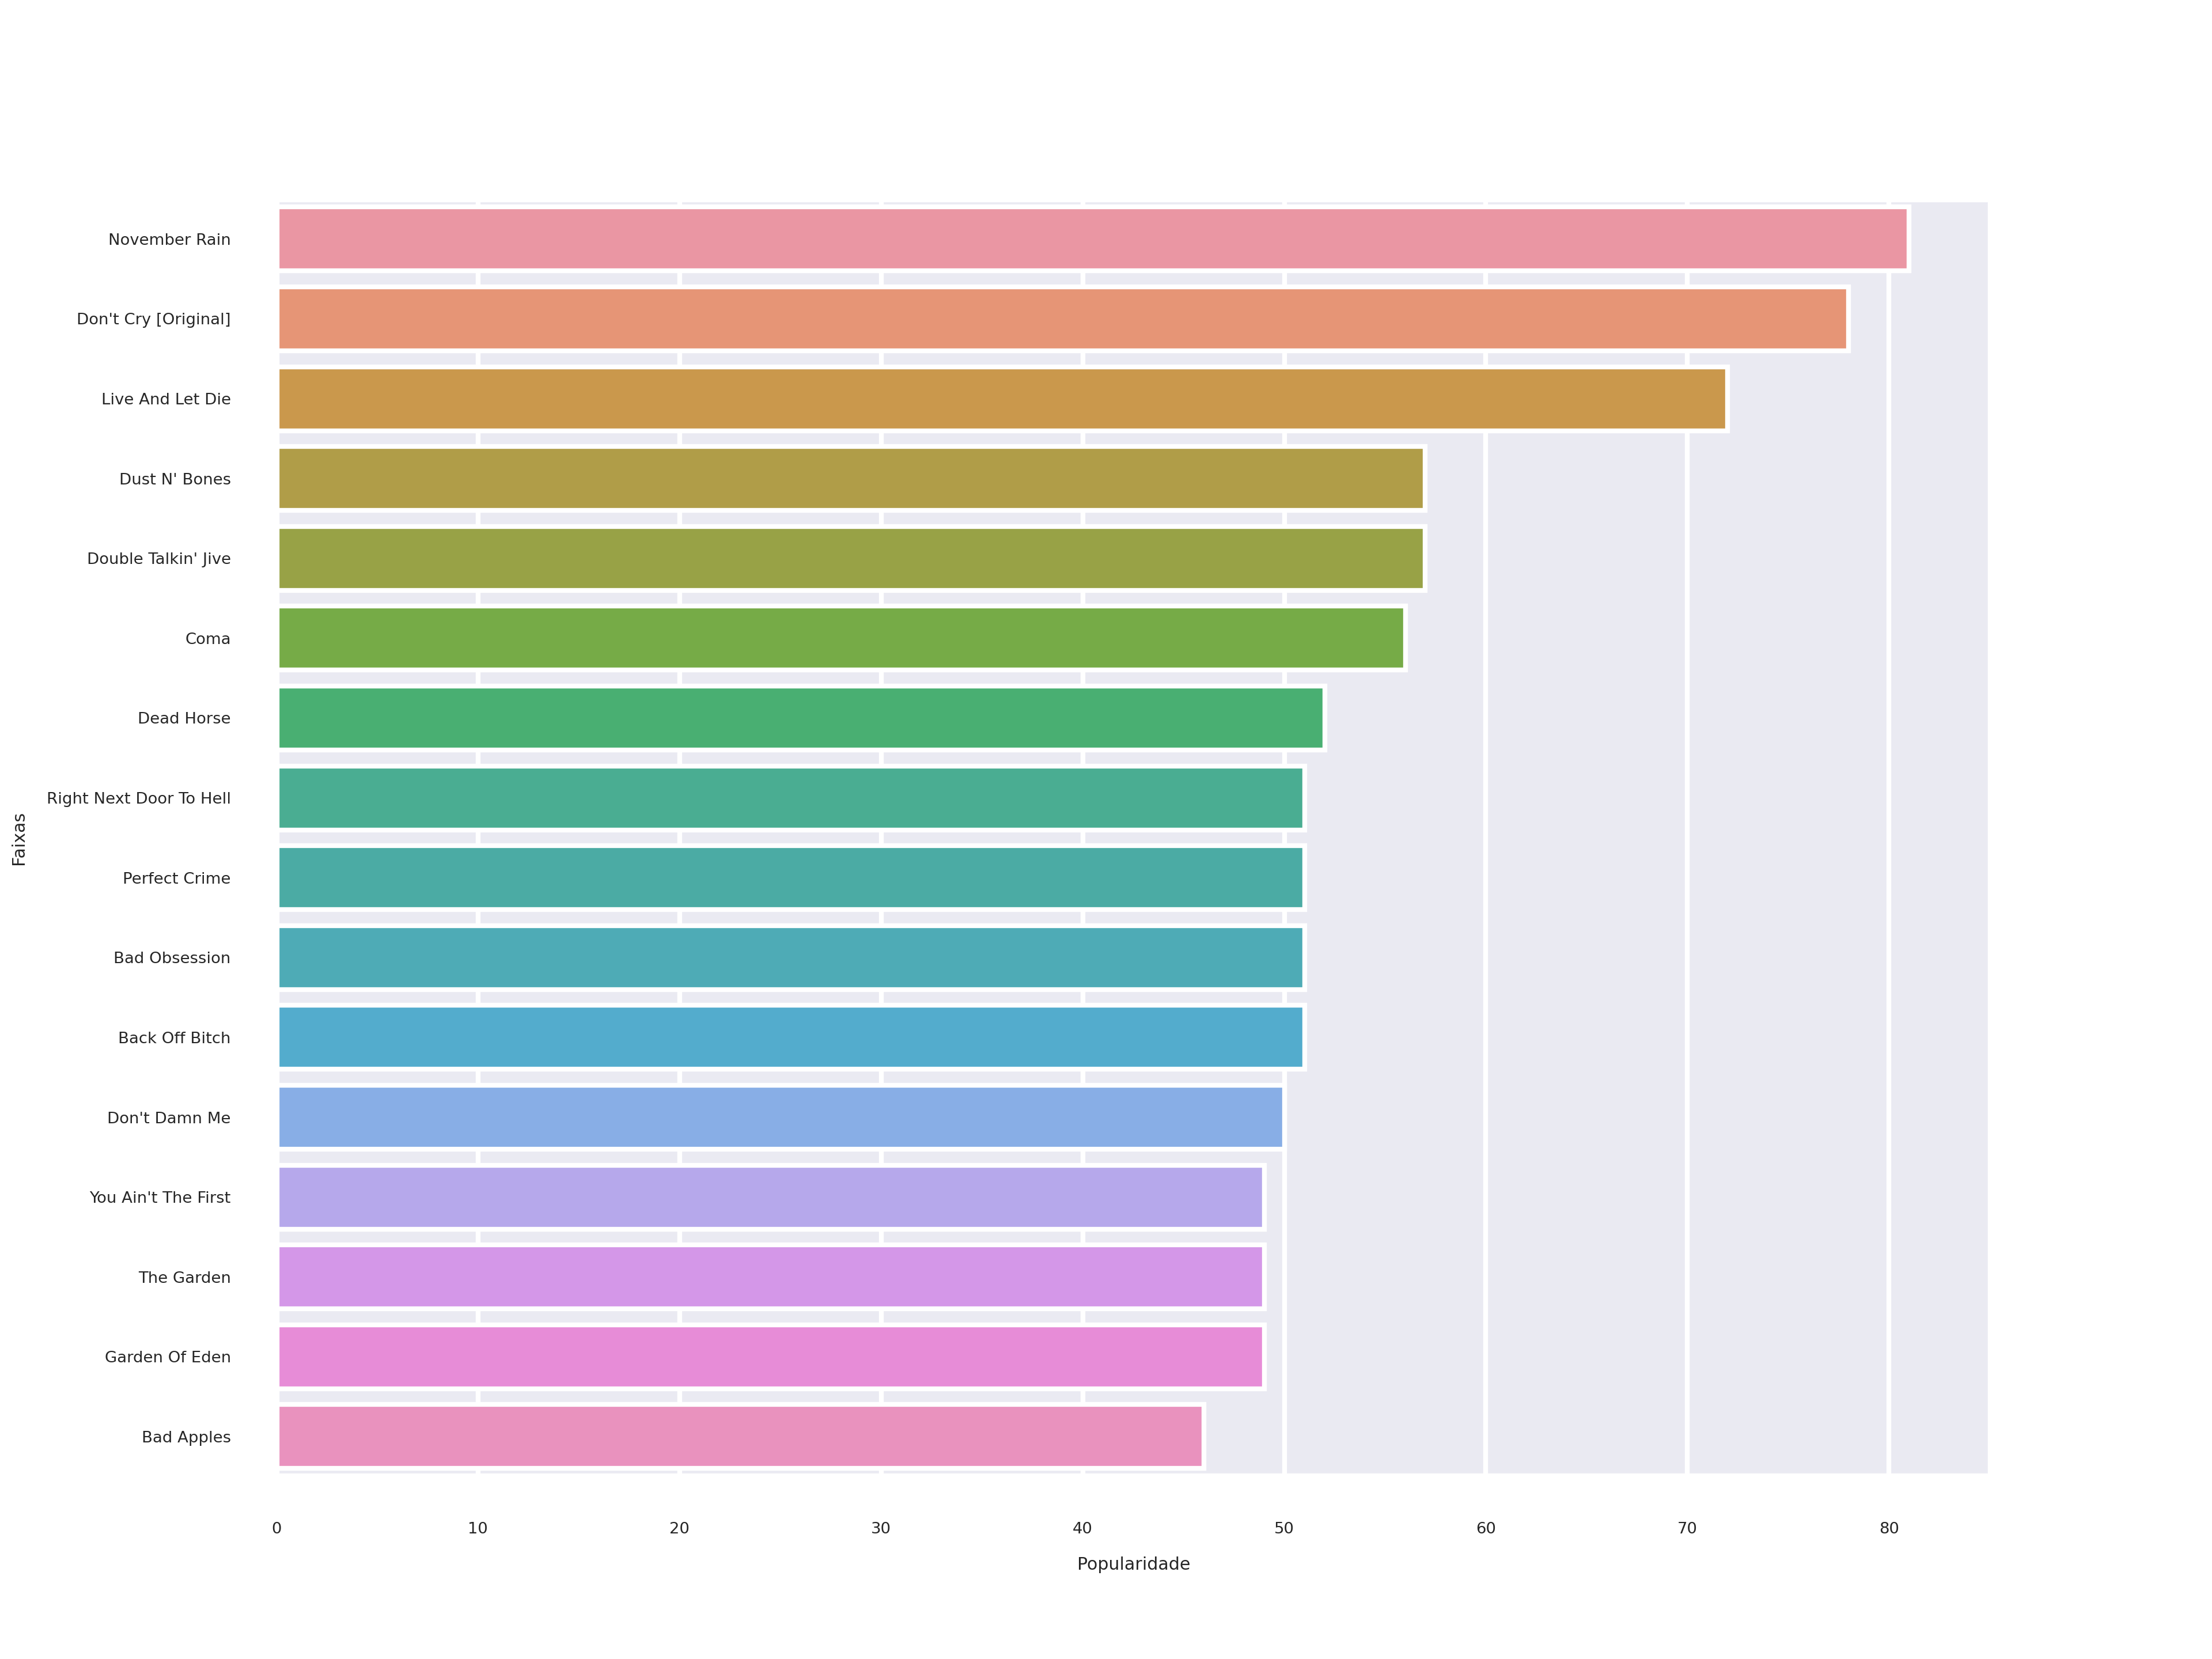 November Rain
Don't Cry [Original]
Live And Let Die
Dust N' Bones
Double Talkin' Jive
Coma
Dead Horse
Right Next Door To Hell
Perfect Crime
Bad Obsession
Back Off Bitch
Don't Damn Me
You Ain't The First
The Garden
Garden Of Eden
Bad Apples
Faixas
0 10 20 30 40 50 60 70 80
Popularidade